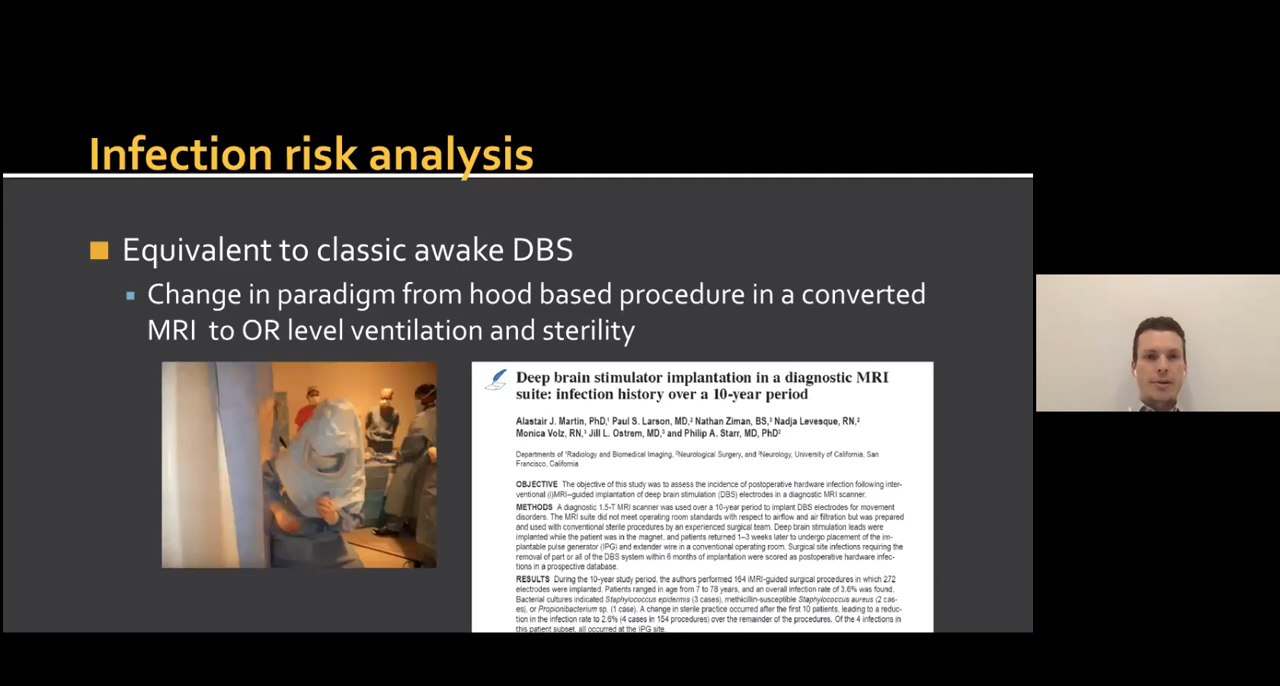 Infection risk analysis
Equivalent to classic awake DBS
Change in paradigm from hood based procedure in a converted
MRI to OR level ventilation and sterility
Deep brain stimulator implantation in a diagnostic MRI
suite: infection history over a 10-year period
Alastair J. Martin, PhD,¹ Paul S. Larson, MD,² Nathan Ziman, BS,³ Nadja Levesque, RN,²
Monica Volz, RN,³ Jill L. Ostrem, MD,³ and Philip A. Starr, MD, PhD²
Departments of ¹Radiology and Biomedical Imaging, ²Neurological Surgery, and ³Neurology, University of California, San
Francisco, California
OBJECTIVE The objective of this study was to assess the incidence of postoperative hardware infection following inter-
ventional (i)MRI–guided implantation of deep brain stimulation (DBS) electrodes in a diagnostic MRI scanner.
METHODS A diagnostic 1.5-T MRI scanner was used over a 10-year period to implant DBS electrodes for movement
disorders. The MRI suite did not meet operating room standards with respect to airflow and air filtration but was prepared
and used with conventional sterile procedures by an experienced surgical team. Deep brain stimulation leads were
implanted while the patient was in the magnet, and patients returned 1–3 weeks later to undergo placement of the im-
plantable pulse generator (IPG) and extender wire in a conventional operating room. Surgical site infections requiring the
removal of part or all of the DBS system within 6 months of implantation were scored as postoperative hardware infec-
tions in a prospective database.
RESULTS During the 10-year study period, the authors performed 164 iMRI-guided surgical procedures in which 272
electrodes were implanted. Patients ranged in age from 7 to 78 years, and an overall infection rate of 3.6% was found.
Bacterial cultures indicated Staphylococcus epidermis (3 cases), methicillin-susceptible Staphylococcus aureus (2 cas-
es), or Propionibacterium sp. (1 case). A change in sterile practice occurred after the first 10 patients, leading to a reduc-
tion in the infection rate to 2.6% (4 cases in 154 procedures) over the remainder of the procedures. Of the 4 infections in
this patient subset, all occurred at the IPG site.